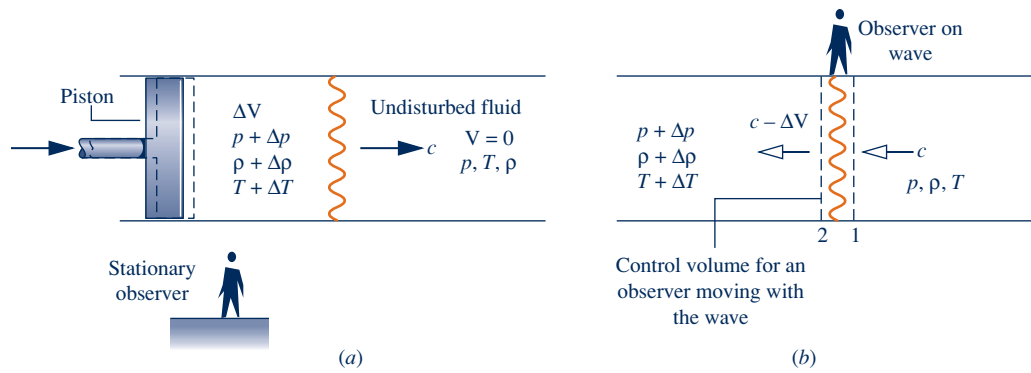 Piston
ΔV
p + Δp
ρ + Δρ
T + ΔT
Undisturbed fluid
V = 0
p, T, ρ
c
Stationary
observer
(a)
Observer on
wave
p + Δp
ρ + Δρ
T + ΔT
c – ΔV
c
p, ρ, T
2 1
Control volume for an
observer moving with
the wave
(b)